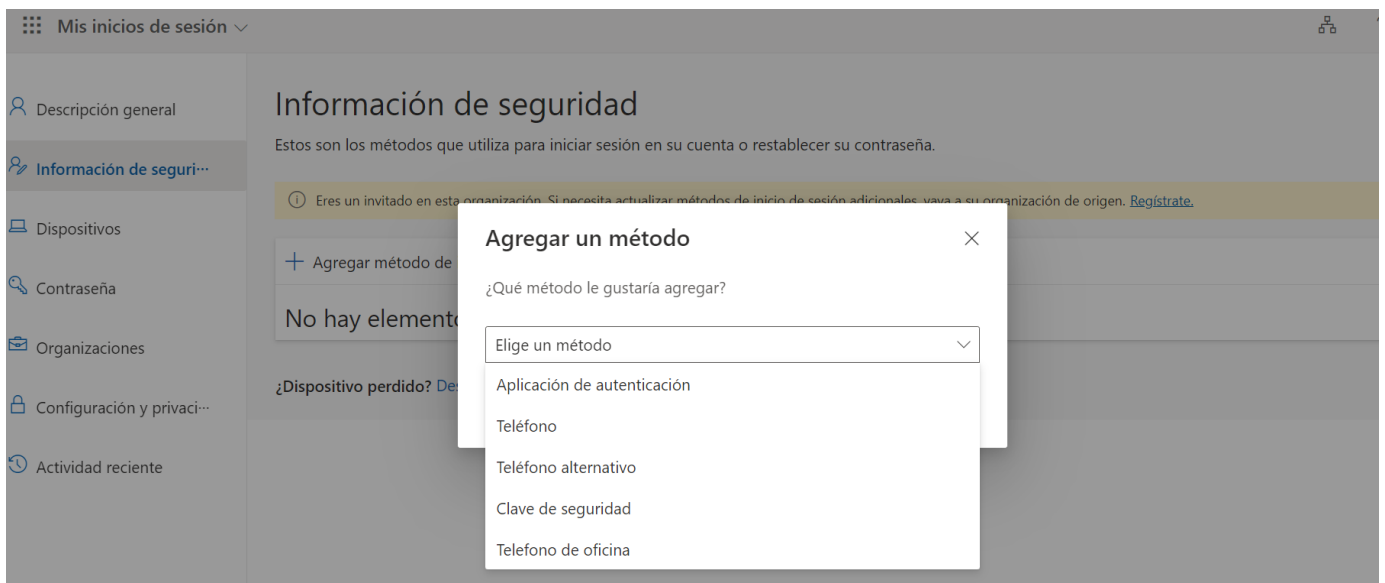 Mis inicios de sesión
Descripción general
Información de seguri...
Dispositivos
Contraseña
Organizaciones
Configuración y privaci...
Actividad reciente
Información de seguridad
Estos son los métodos que utiliza para iniciar sesión en su cuenta o restablecer su contraseña.
Eres un invitado en esta organización. Si necesita actualizar métodos de inicio de sesión adicionales, vaya a su organización de origen. Regístrate.
Agregar método de
No hay elemento
¿Dispositivo perdido? De
Agregar un método
¿Qué método le gustaría agregar?
Elige un método
Aplicación de autenticación
Teléfono
Teléfono alternativo
Clave de seguridad
Telefono de oficina